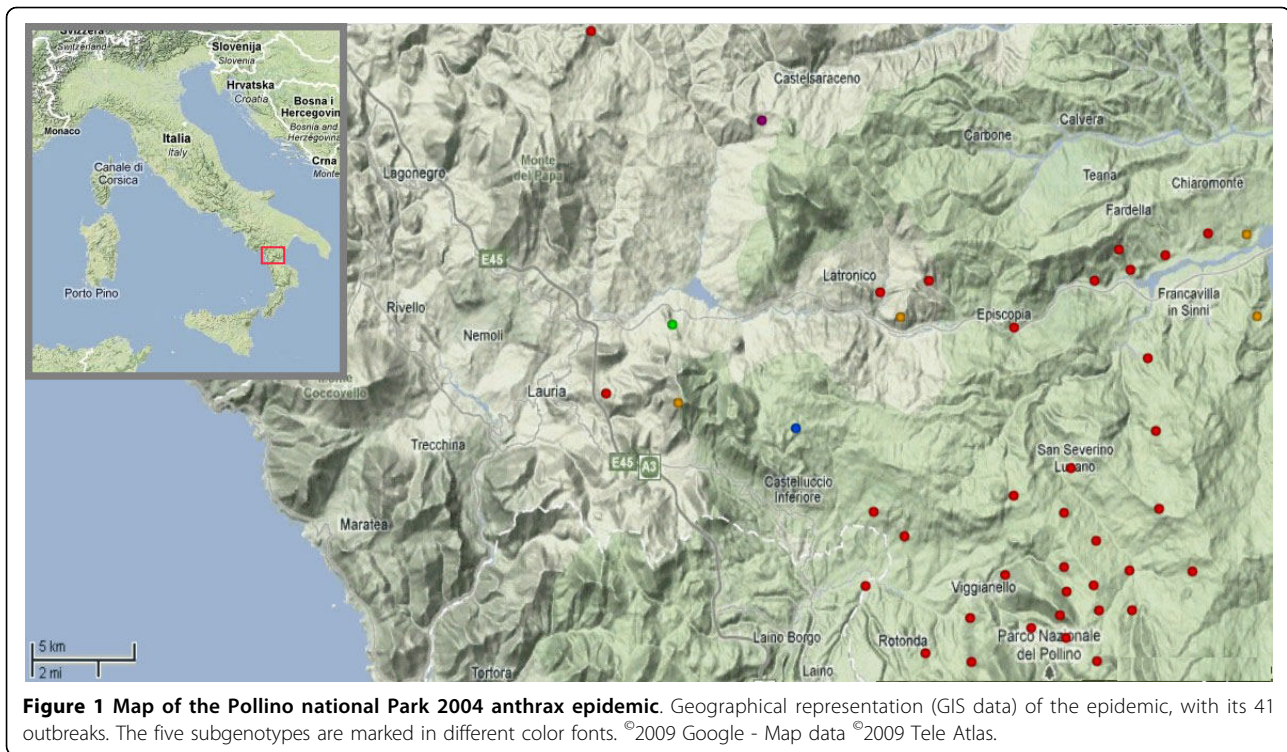 Svizzera
Switzerland
Slovenija
Slovenia
Hrvatska
Croatia
Bosna i
Hercegovina
Bosnia and
Herzegovina
Monaco
Italia
Italy
Crna
Monte
Canale di
Corsica
Porto Pino
Castelsaraceno
Calvera
Carbone
Monte
del Papa
Lagonegro
Teana
Chiaromonte
Fardella
E45
Latronico
Rivello
Francavilla
in Sinni
Episcopia
Nemoli
Monte
Coccovello
Lauria
Trecchina
San Severino
Lucano
E45 A3
Castelluccio
Inferiore
Maratea
Viggianello
Laino Borgo
Rotonda
Parco Nazionale
del Pollino
Laino
Tortora
5 km
2 mi
Figure 1 Map of the Pollino national Park 2004 anthrax epidemic. Geographical representation (GIS data) of the epidemic, with its 41
outbreaks. The five subgenotypes are marked in different color fonts. ©2009 Google - Map data ©2009 Tele Atlas.